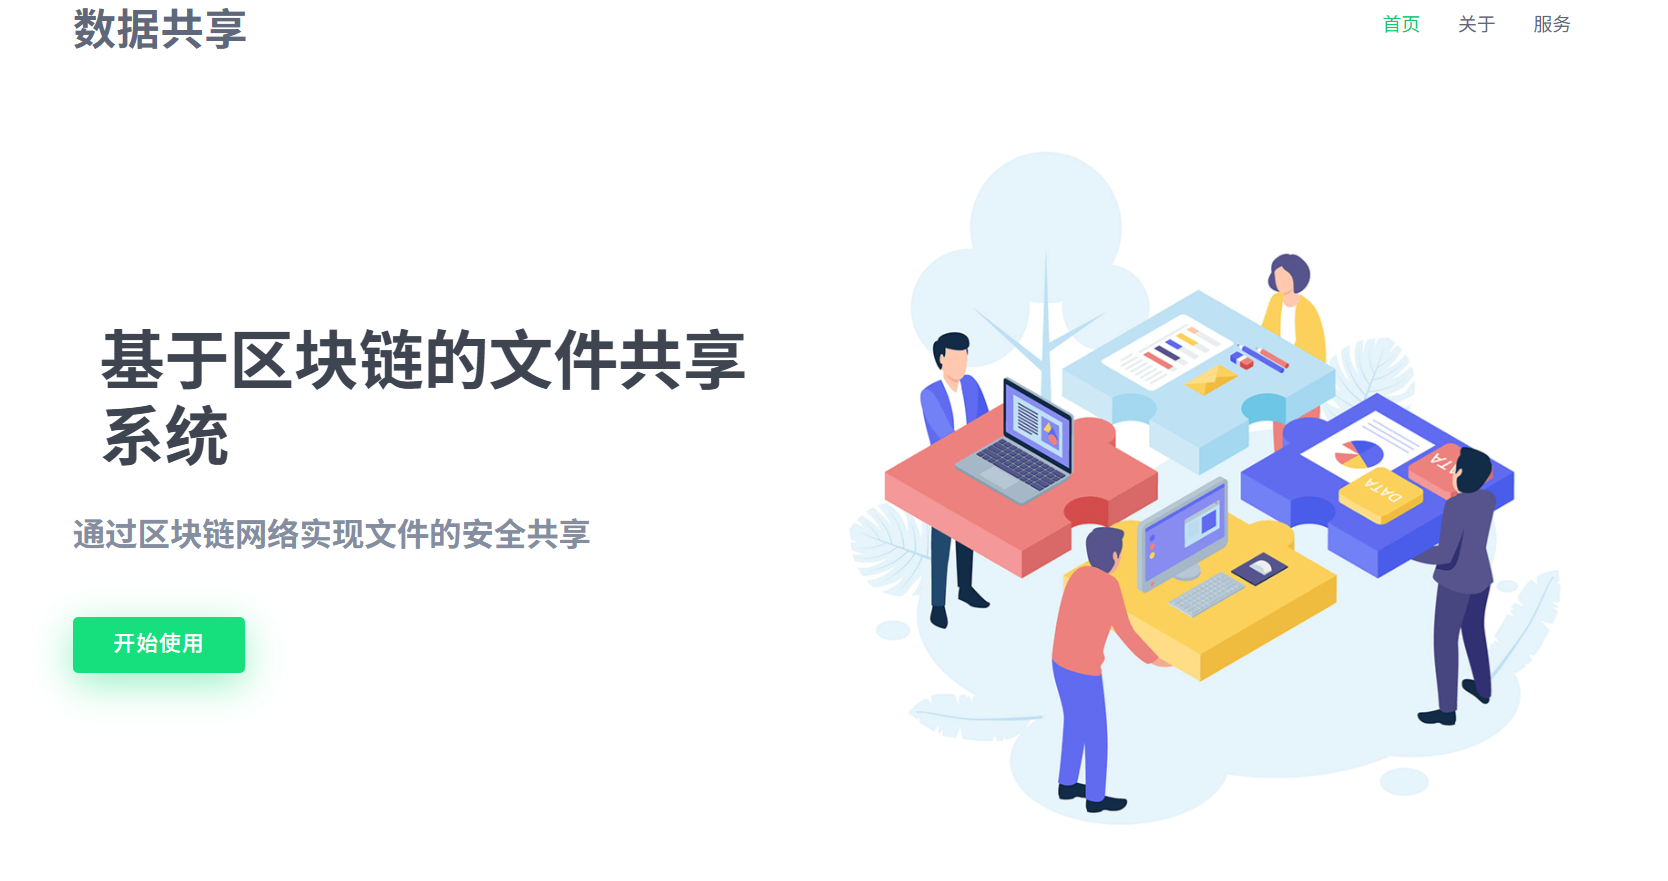 数据共享
首页 关于 服务
基于区块链的文件共享
系统
通过区块链网络实现文件的安全共享
开始使用
DATA
DATA